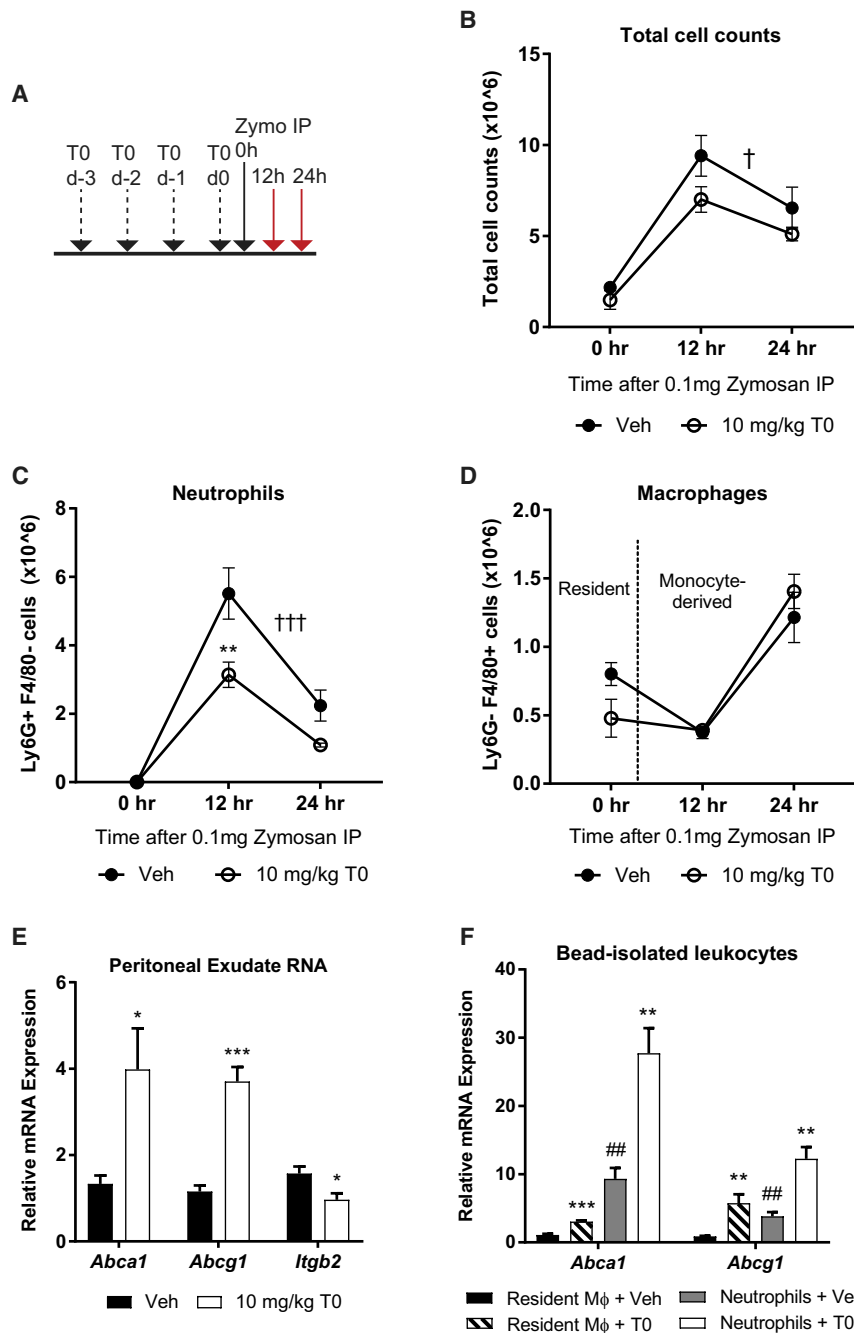 A
Zymo IP
T0 T0 T0 T0 0h
d-3 d-2 d-1 d0 12h 24h
B
Total cell counts
Total cell counts (x10^6)
15
10
5
0
0 hr 12 hr 24 hr
†
Time after 0.1mg Zymosan IP
Veh 10 mg/kg T0
C
Neutrophils
Ly6G+ F4/80- cells (x10^6)
8
6
4
2
0
**
†††
0 hr 12 hr 24 hr
Time after 0.1mg Zymosan IP
Veh 10 mg/kg T0
D
Macrophages
Ly6G- F4/80+ cells (x10^6)
2.0
1.5
1.0
0.5
0.0
Resident
Monocyte-
derived
0 hr 12 hr 24 hr
Time after 0.1mg Zymosan IP
Veh 10 mg/kg T0
E
Peritoneal Exudate RNA
Relative mRNA Expression
6
4
2
0
* *** *
Abca1 Abcg1 Itgb2
Veh 10 mg/kg T0
F
Bead-isolated leukocytes
Relative mRNA Expression
40
30
20
10
0
*** ## ** ** ## **
Abca1 Abcg1
Resident Mϕ + Veh Neutrophils + Ve
Resident Mϕ + T0 Neutrophils + T0